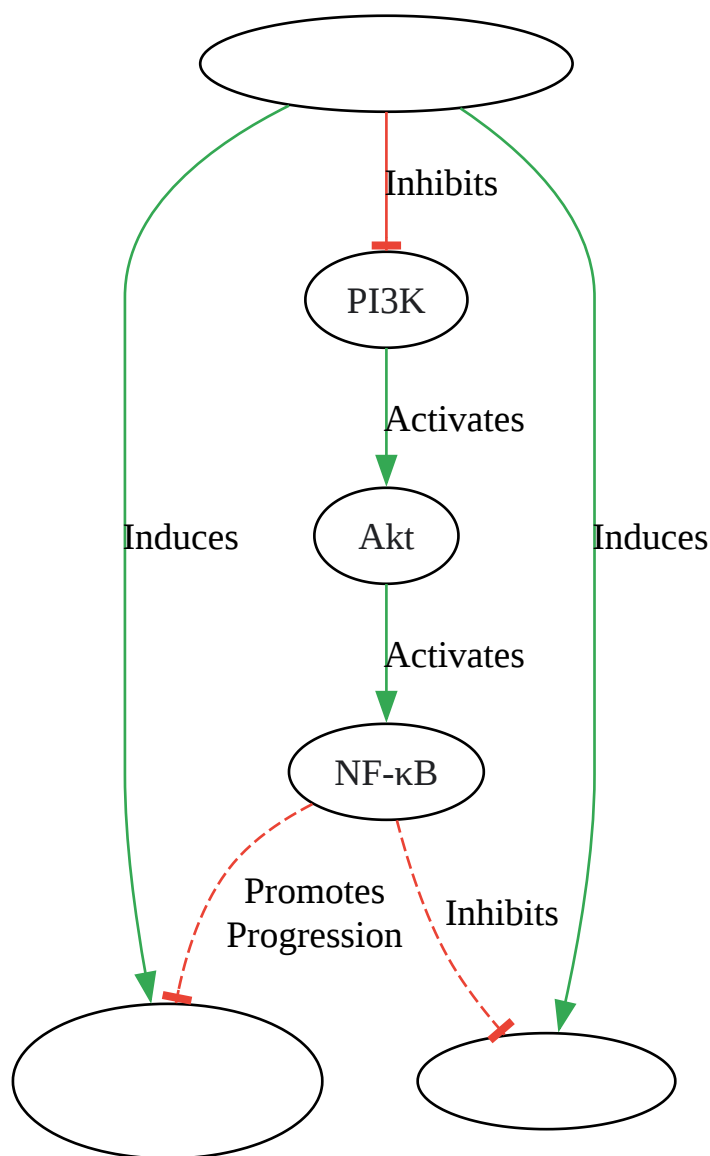 Inhibits
PI3K
Activates
Akt
Induces
Induces
Activates
NF-κB
Promotes
Progression
Inhibits